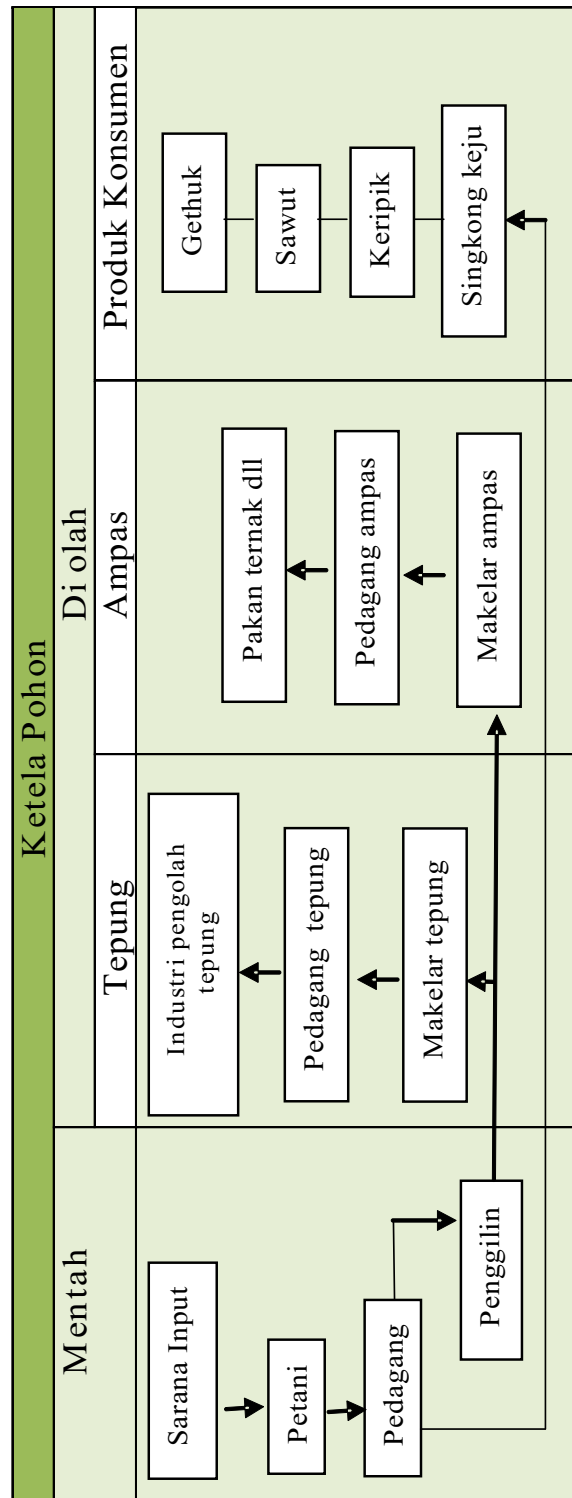 Ketela Pohon
Mentah
Di olah
Tepung
Ampas
Produk Konsumen
Sarana Input
Petani
Pedagang
Penggilin
Industri pengolah
tepung
Pedagang tepung
Makelar tepung
Pakan ternak dll
Pedagang ampas
Makelar ampas
Gethuk
Sawut
Keripik
Singkong keju